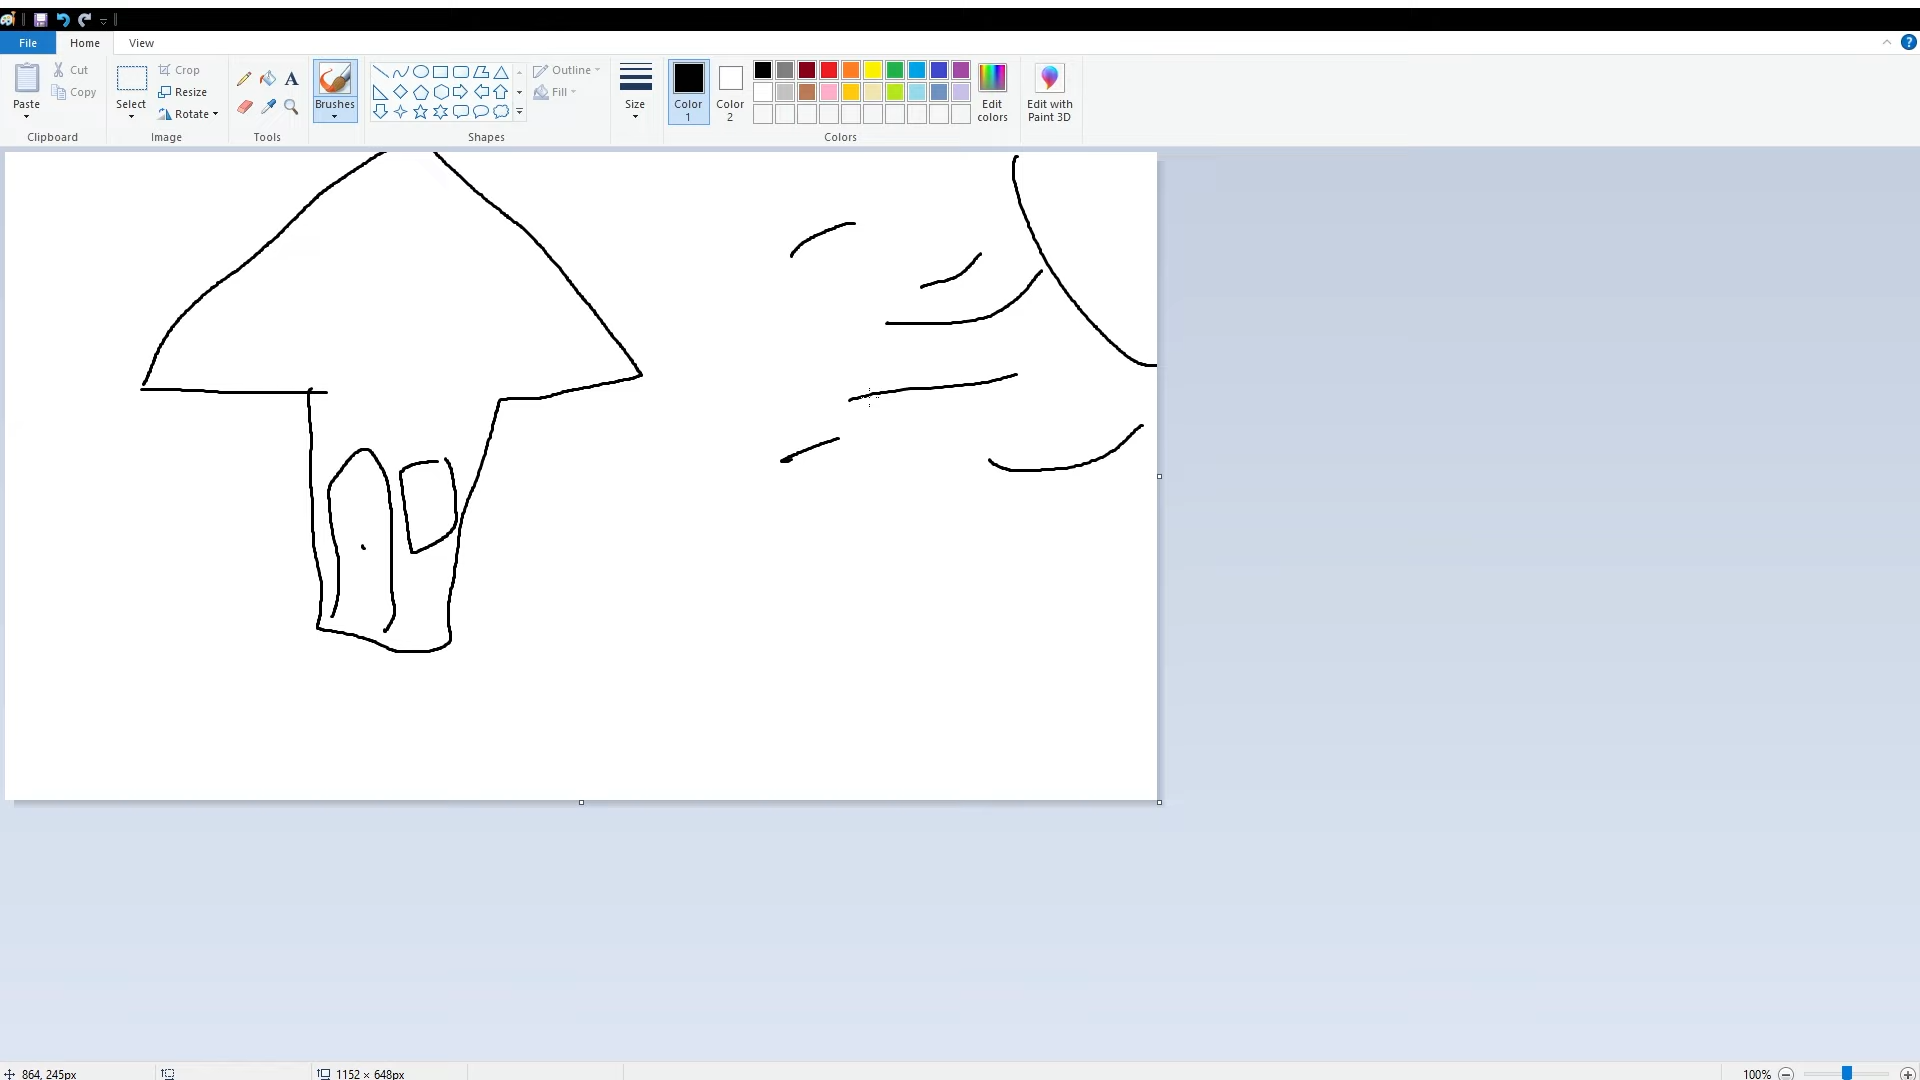 File Home View
Paste Cut Copy Clipboard
Select Crop Resize Rotate Image
Tools
Brushes
Outline Fill Shapes
Size
Color 1 Color 2 Edit colors Colors
Edit with Paint 3D
864, 245px 1152 × 648px 100%